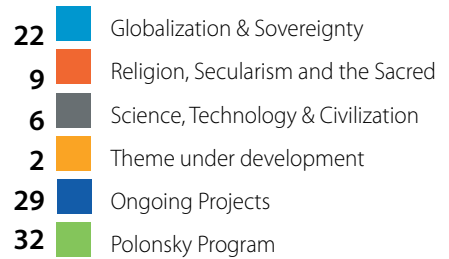 22 Globalization & Sovereignty
9 Religion, Secularism and the Sacred
6 Science, Technology & Civilization
2 Theme under development
29 Ongoing Projects
32 Polonsky Program